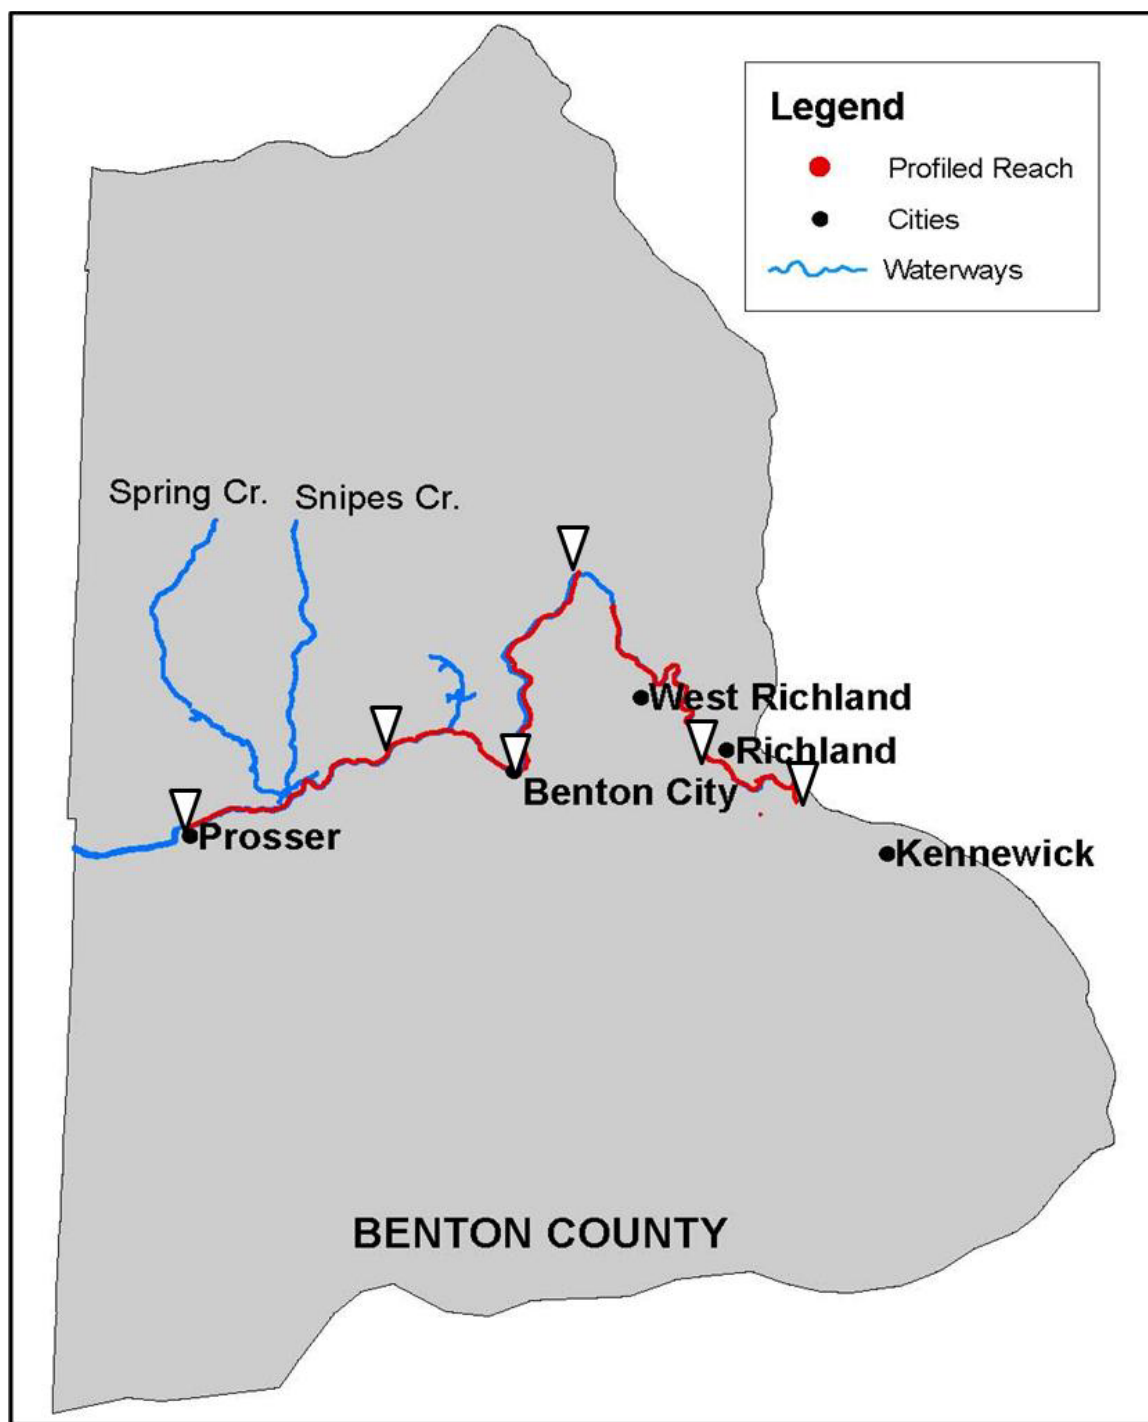 Legend
Profiled Reach
Cities
Waterways
Spring Cr.
Snipes Cr.
West Richland
Richland
Benton City
Prosser
Kennewick
BENTON COUNTY